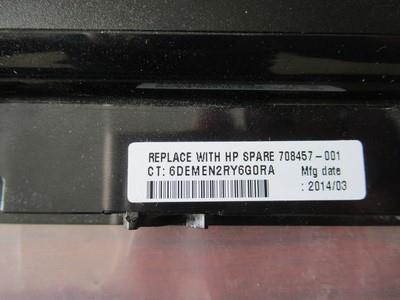 REPLACE WITH HP SPARE 708457-001
CT: 6DEMEN2RY6G0RA Mfg date
: 2014/03